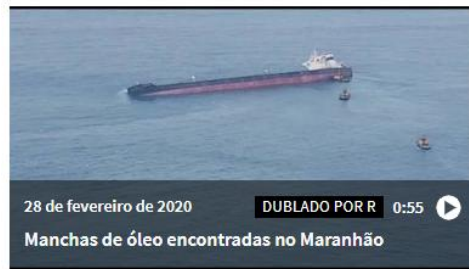 28 de fevereiro de 2020 DUBLADO POR R 0:55
Manchas de óleo encontradas no Maranhão